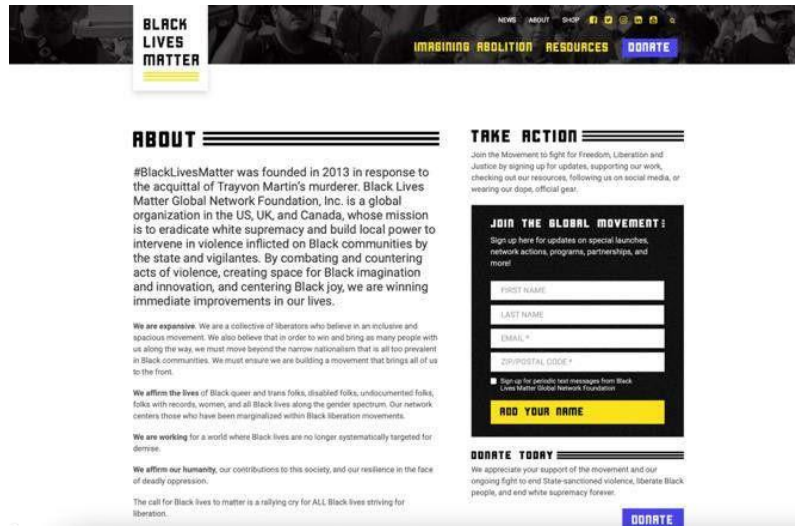 BLACK
LIVES
MATTER
NEWS ABOUT SHOP
IMAGINING ABOLITION RESOURCES DONATE
ABOUT
#BlackLivesMatter was founded in 2013 in response to
the acquittal of Trayvon Martin's murderer. Black Lives
Matter Global Network Foundation, Inc. is a global
organization in the US, UK, and Canada, whose mission
is to eradicate white supremacy and build local power to
intervene in violence inflicted on Black communities by
the state and vigilantes. By combating and countering
acts of violence, creating space for Black imagination
and innovation, and centering Black joy, we are winning
immediate improvements in our lives.
We are expansive. We are a collective of liberators who believe in an inclusive and
spacious movement. We also believe that in order to win and bring as many people with
us along the way, we must move beyond the narrow nationalism that is all too prevalent
in Black communities. We must ensure we are building a movement that brings all of us
to the front.
We affirm the lives of Black queer and trans folks, disabled folks, undocumented folks,
folks with records, women, and all Black lives along the gender spectrum. Our network
centers those who have been marginalized within Black liberation movements.
We are working for a world where Black lives are no longer systematically targeted for
demise.
We affirm our humanity, our contributions to this society, and our resilience in the face
of deadly oppression.
The call for Black lives to matter is a rallying cry for ALL Black lives striving for
liberation.
TAKE ACTION
Join the Movement to fight for Freedom, Liberation and
Justice by signing up for updates, supporting our work,
checking out our resources, following us on social media, or
wearing our dope, official gear.
JOIN THE GLOBAL MOVEMENT
Sign up here for updates on special launches,
network actions, programs, partnerships, and
more!
FIRST NAME
LAST NAME
EMAIL *
ZIP/POSTAL CODE *
Sign up for periodic text messages from Black
Lives Matter Global Network Foundation
ADD YOUR NAME
DONATE TODAY
We appreciate your support of the movement and our
ongoing fight to end State-sanctioned violence, liberate Black
people, and end white supremacy forever.
DONATE